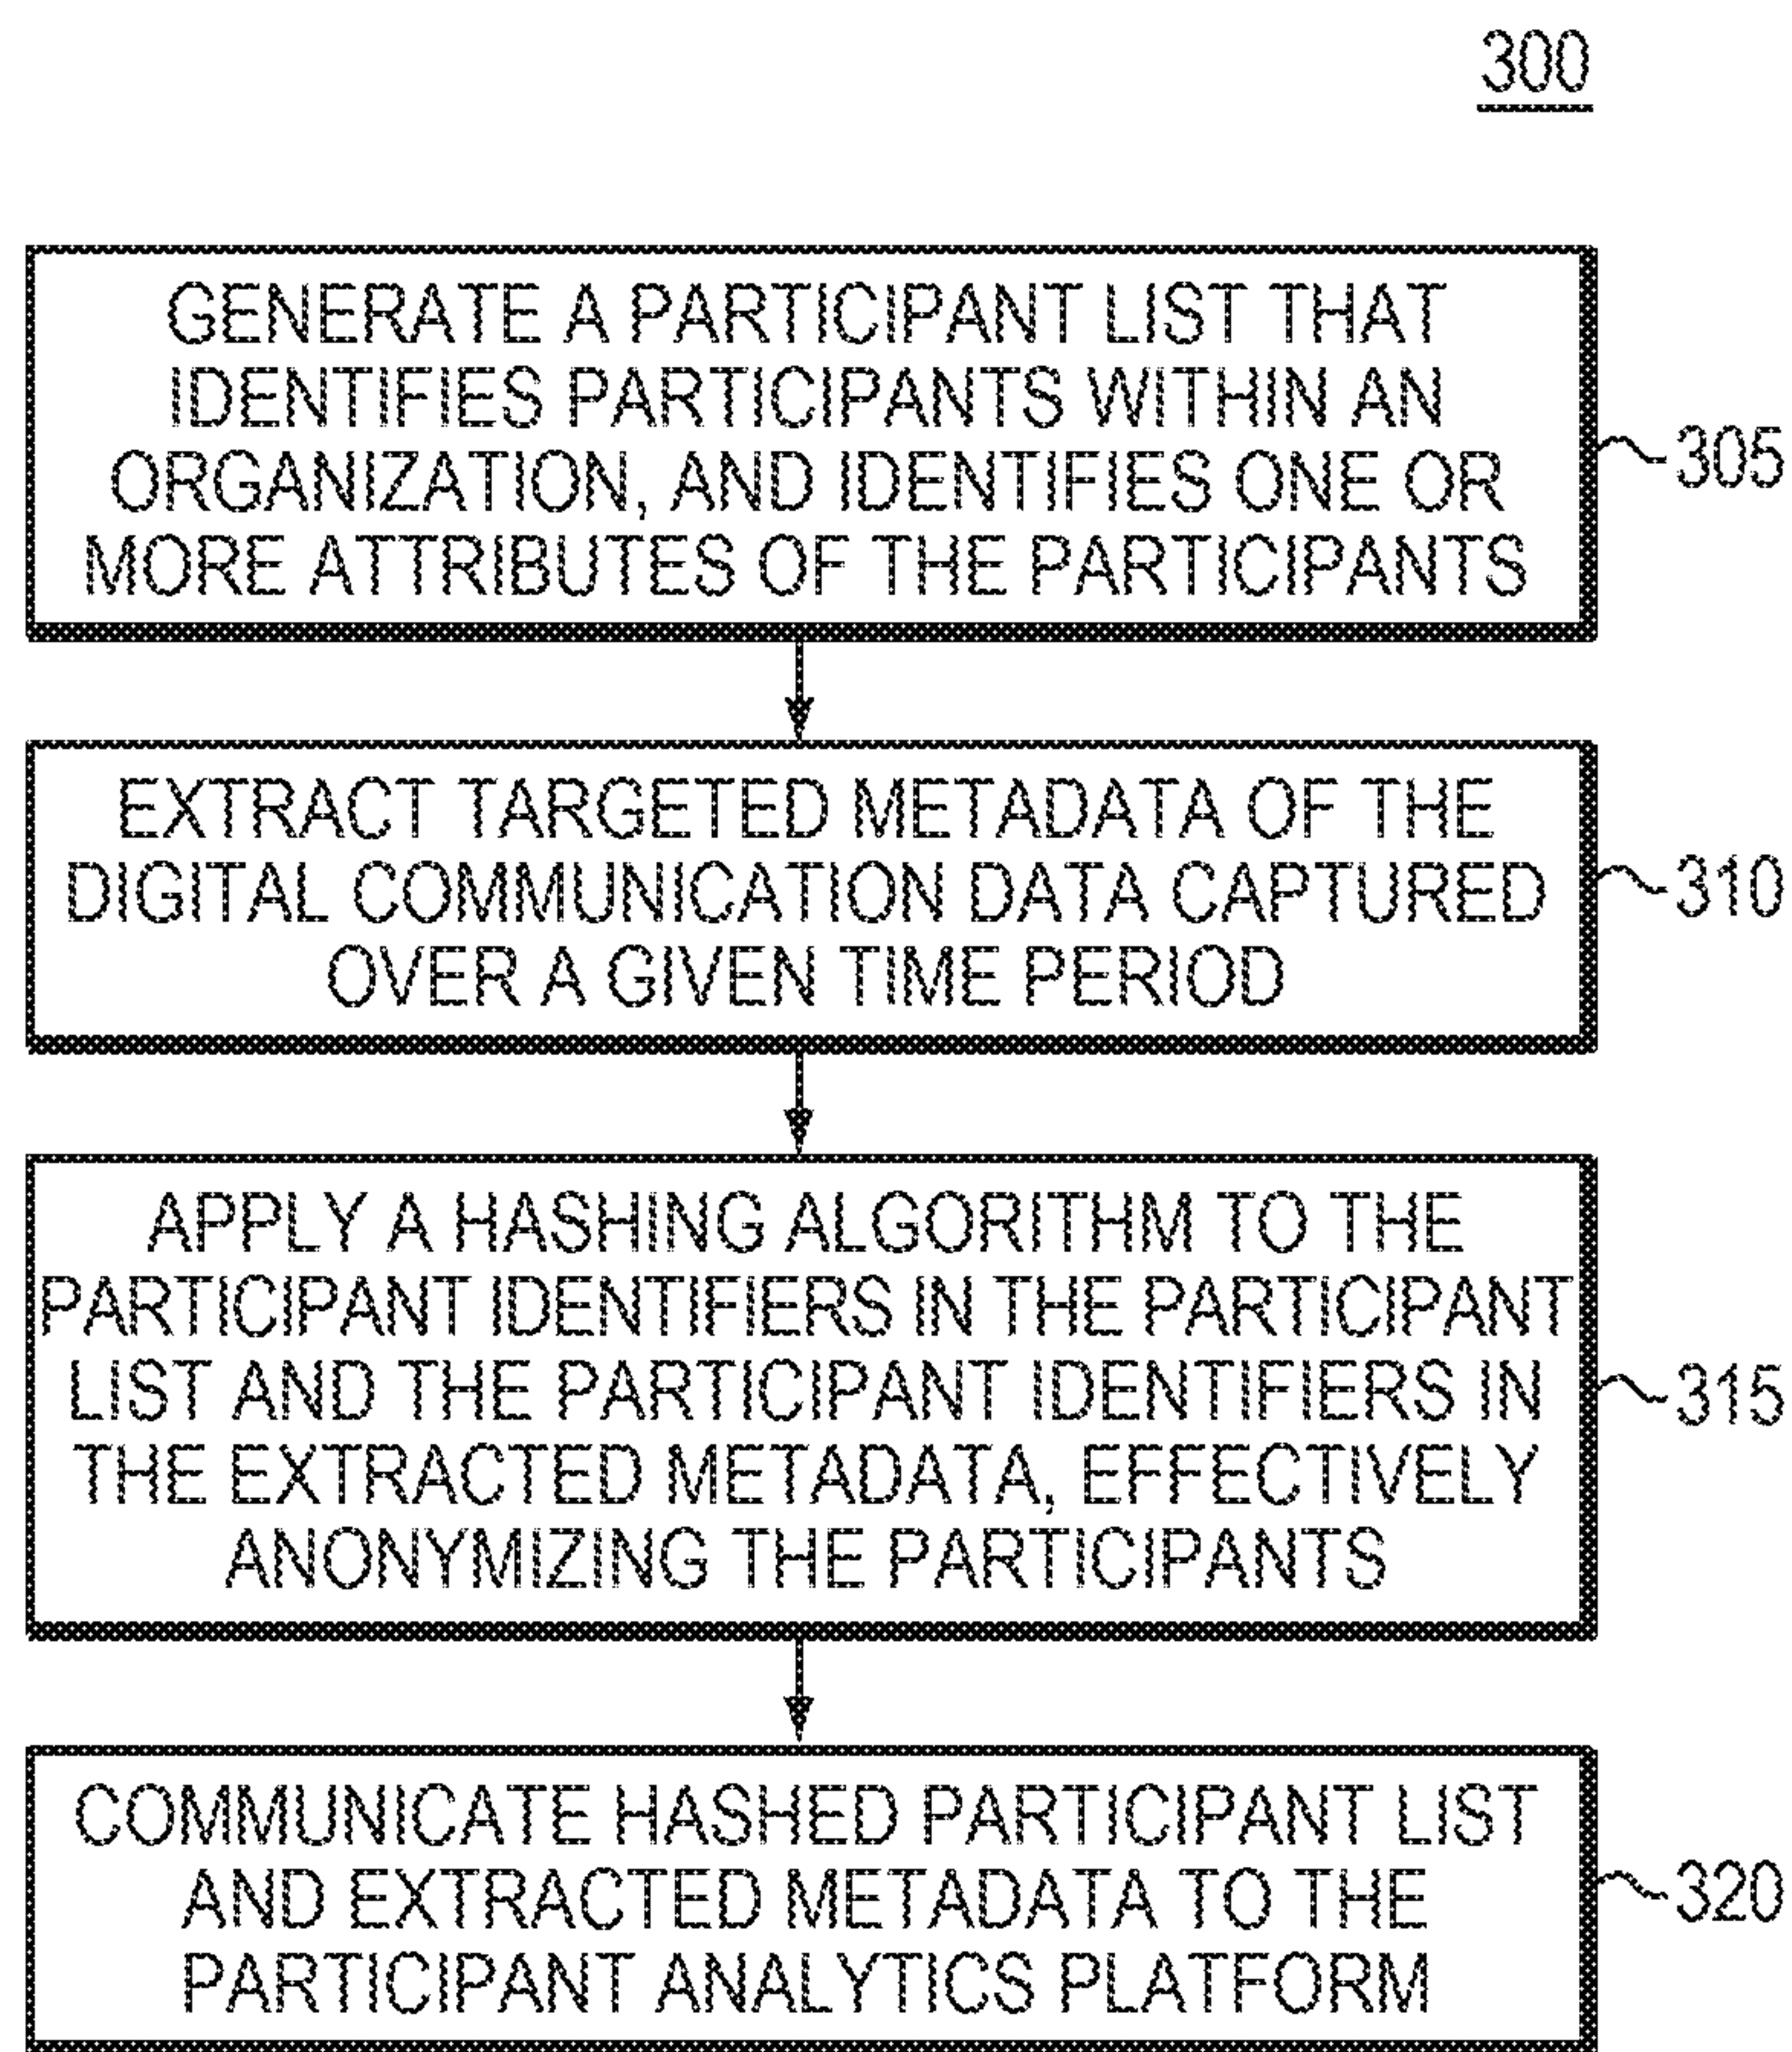 300
GENERATE A PARTICIPANT LIST THAT
IDENTIFIES PARTICIPANTS WITHIN AN
ORGANIZATION, AND IDENTIFIES ONE OR
MORE ATTRIBUTES OF THE PARTICIPANTS
305
EXTRACT TARGETED METADATA OF THE
DIGITAL COMMUNICATION DATA CAPTURED
OVER A GIVEN TIME PERIOD
310
APPLY A HASHING ALGORITHM TO THE
PARTICIPANT IDENTIFIERS IN THE PARTICIPANT
LIST AND THE PARTICIPANT IDENTIFIERS IN
THE EXTRACTED METADATA, EFFECTIVELY
ANONYMIZING THE PARTICIPANTS
315
COMMUNICATE HASHED PARTICIPANT LIST
AND EXTRACTED METADATA TO THE
PARTICIPANT ANALYTICS PLATFORM
320